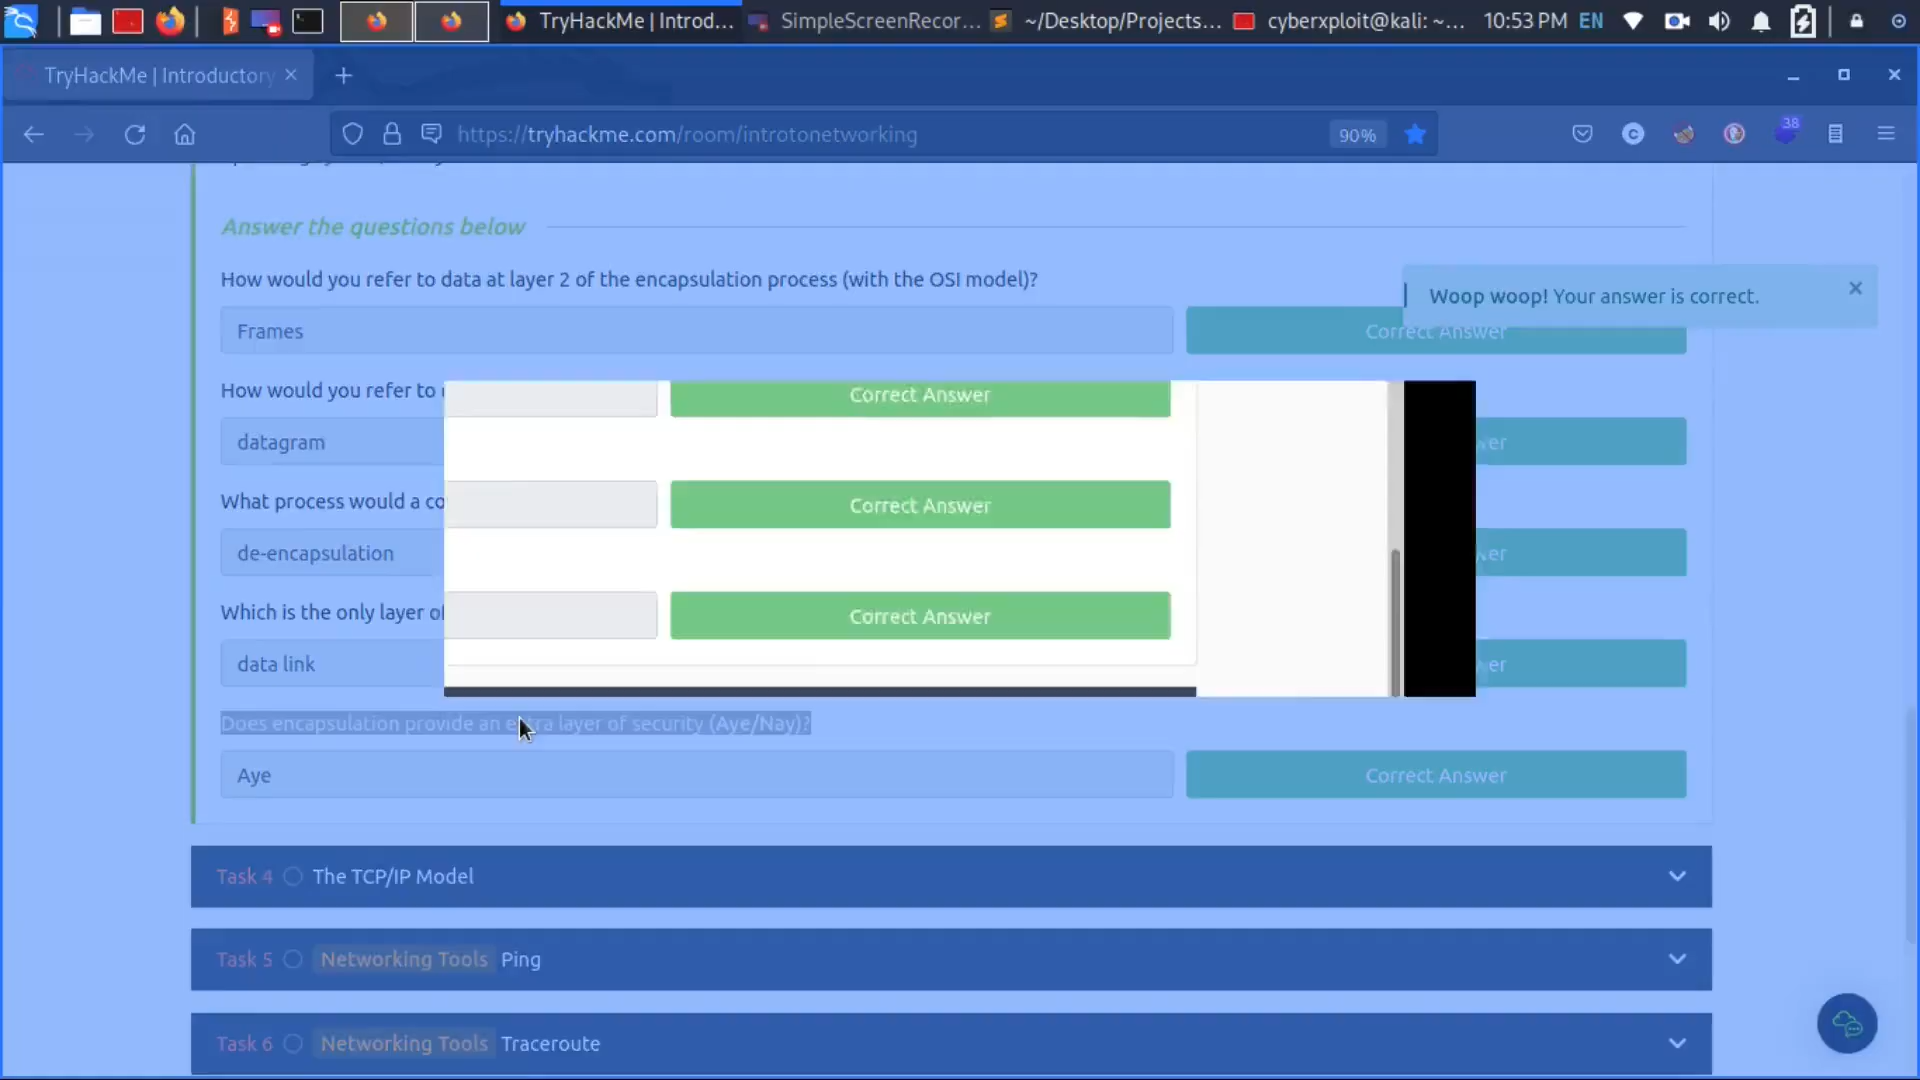 TryHackMe | Introd...
SimpleScreenRecor...
~/Desktop/Projects...
cyberxploit@kali: ~...
10:53 PM
EN
TryHackMe | Introductory
https://tryhackme.com/room/introtonetworking
90%
38
Answer the questions below
How would you refer to data at layer 2 of the encapsulation process (with the OSI model)?
Woop woop! Your answer is correct.
Frames
Correct Answer
How would you refer to
Correct Answer
datagram
er
What process would a co
Correct Answer
de-encapsulation
er
Which is the only layer of
Correct Answer
data link
er
Does encapsulation provide an extra layer of security (Aye/Nay)?
Aye
Correct Answer
Task 4 The TCP/IP Model
Task 5 Networking Tools Ping
Task 6 Networking Tools Traceroute